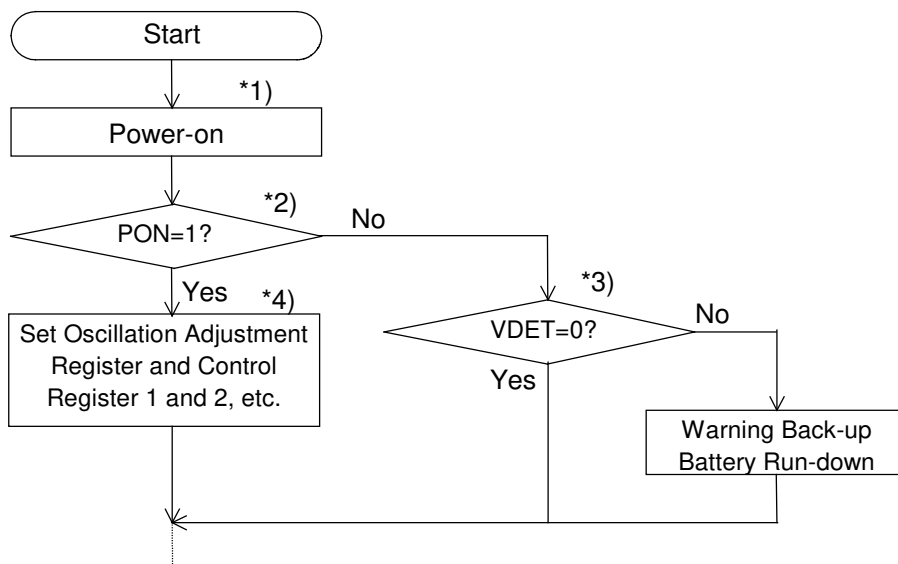 Start
*1)
Power-on
*2)
PON=1?
No
Yes
*3)
*4)
VDET=0?
No
Yes
Set Oscillation Adjustment
Register and Control
Register 1 and 2, etc.
Warning Back-up
Battery Run-down